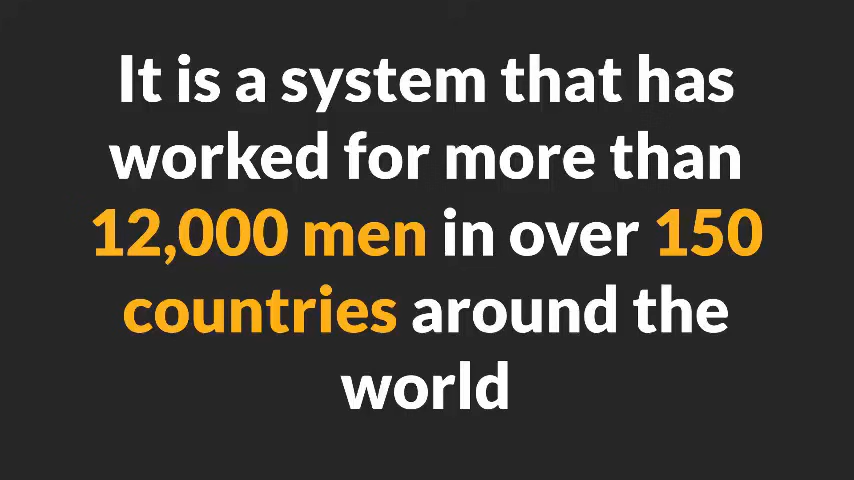 It is a system that has
worked for more than
12,000 men in over 150
countries around the
world